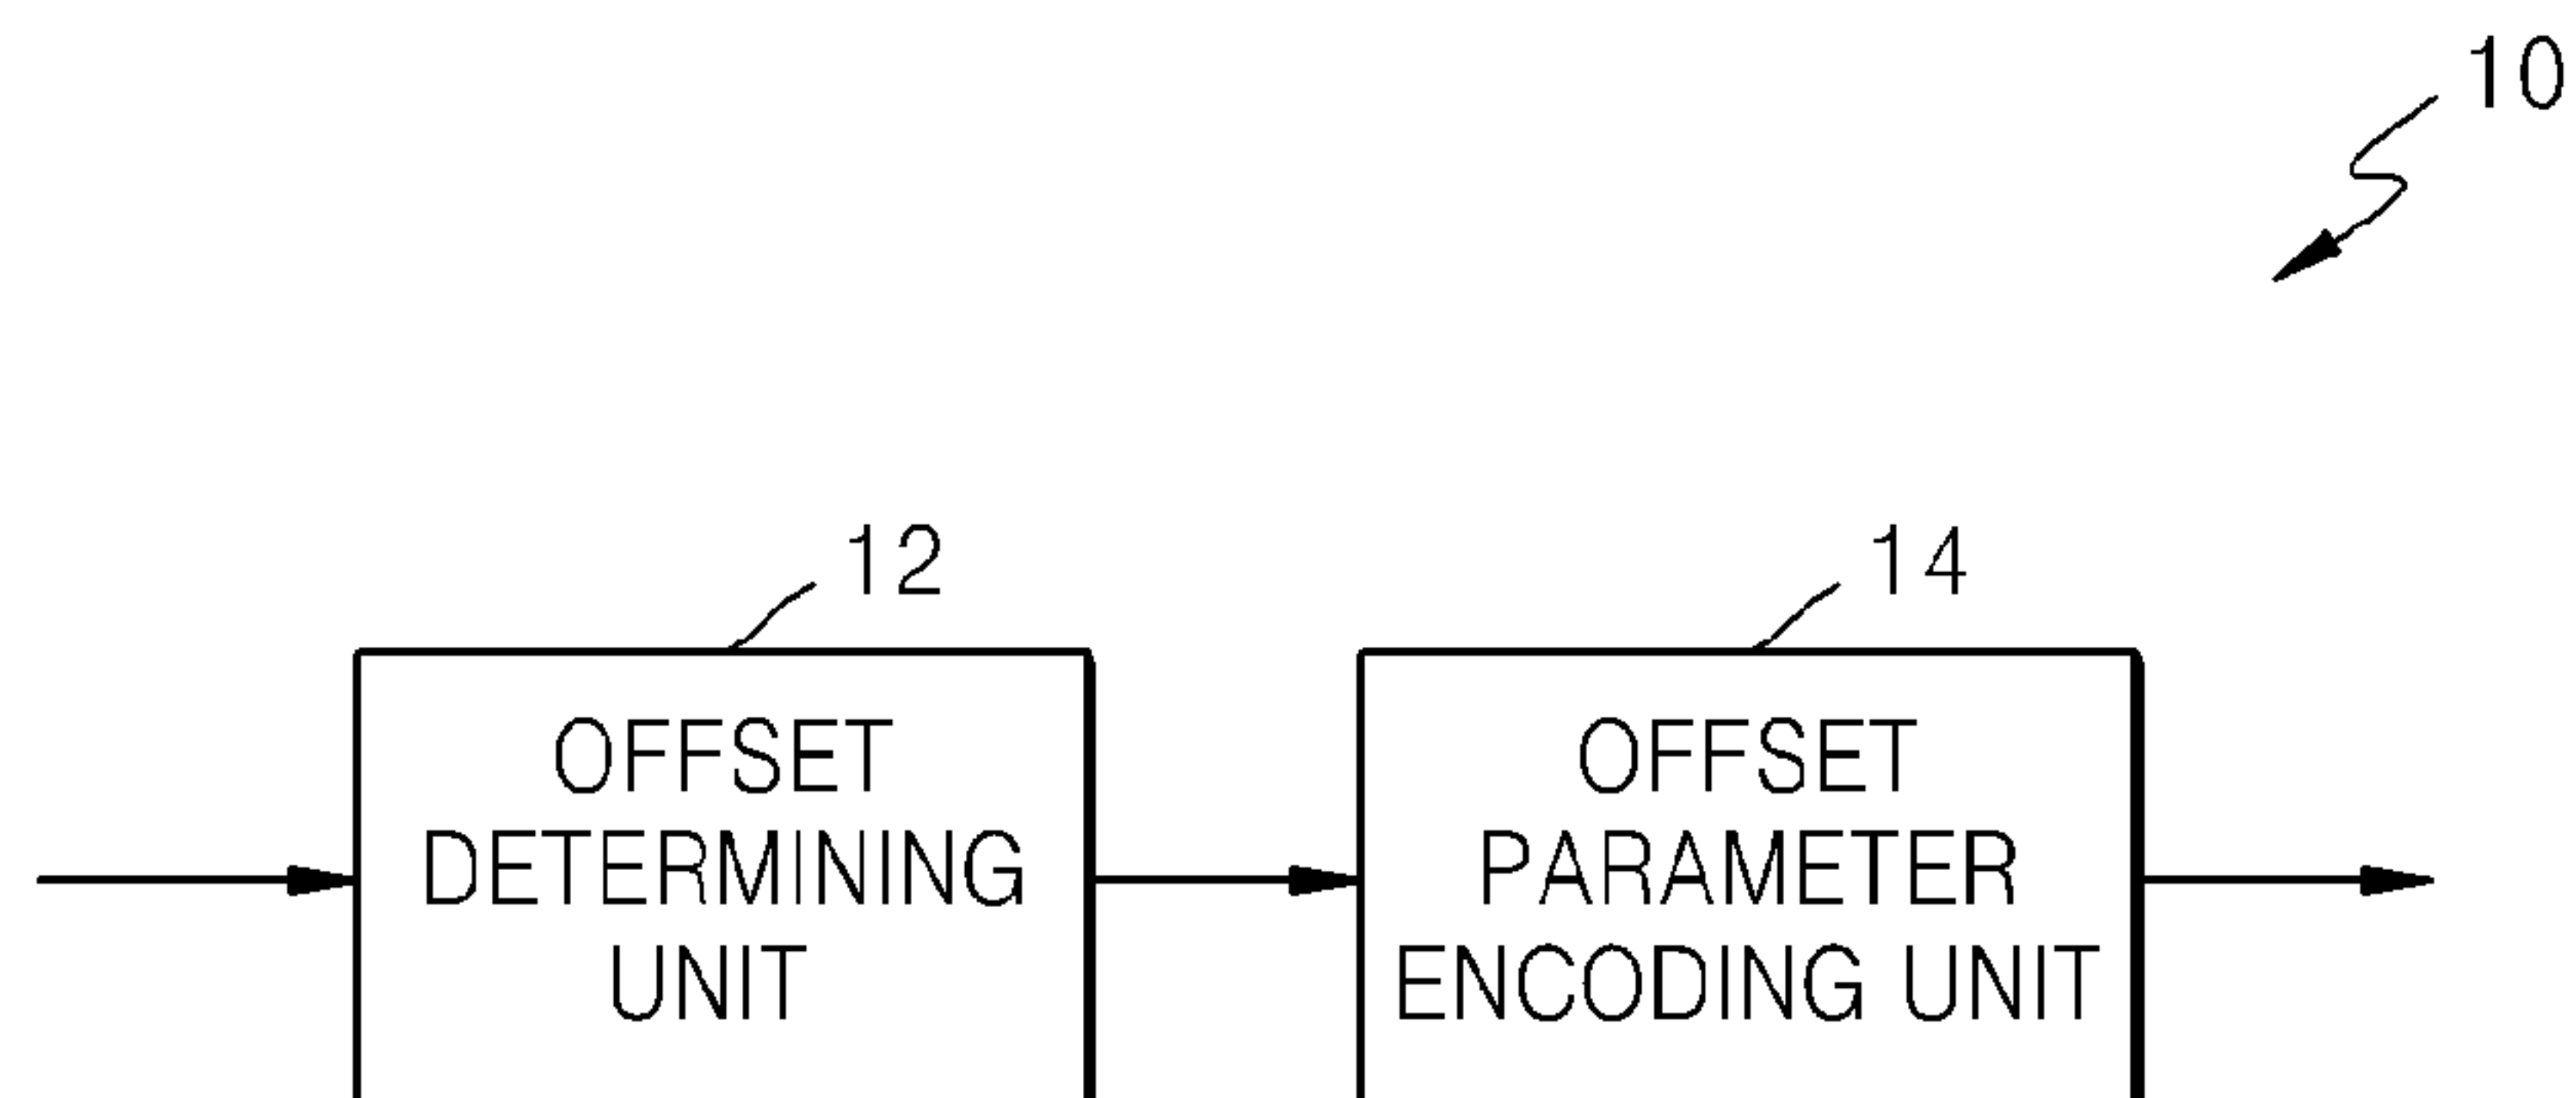 10
12
14
OFFSET
DETERMINING
UNIT
OFFSET
PARAMETER
ENCODING UNIT